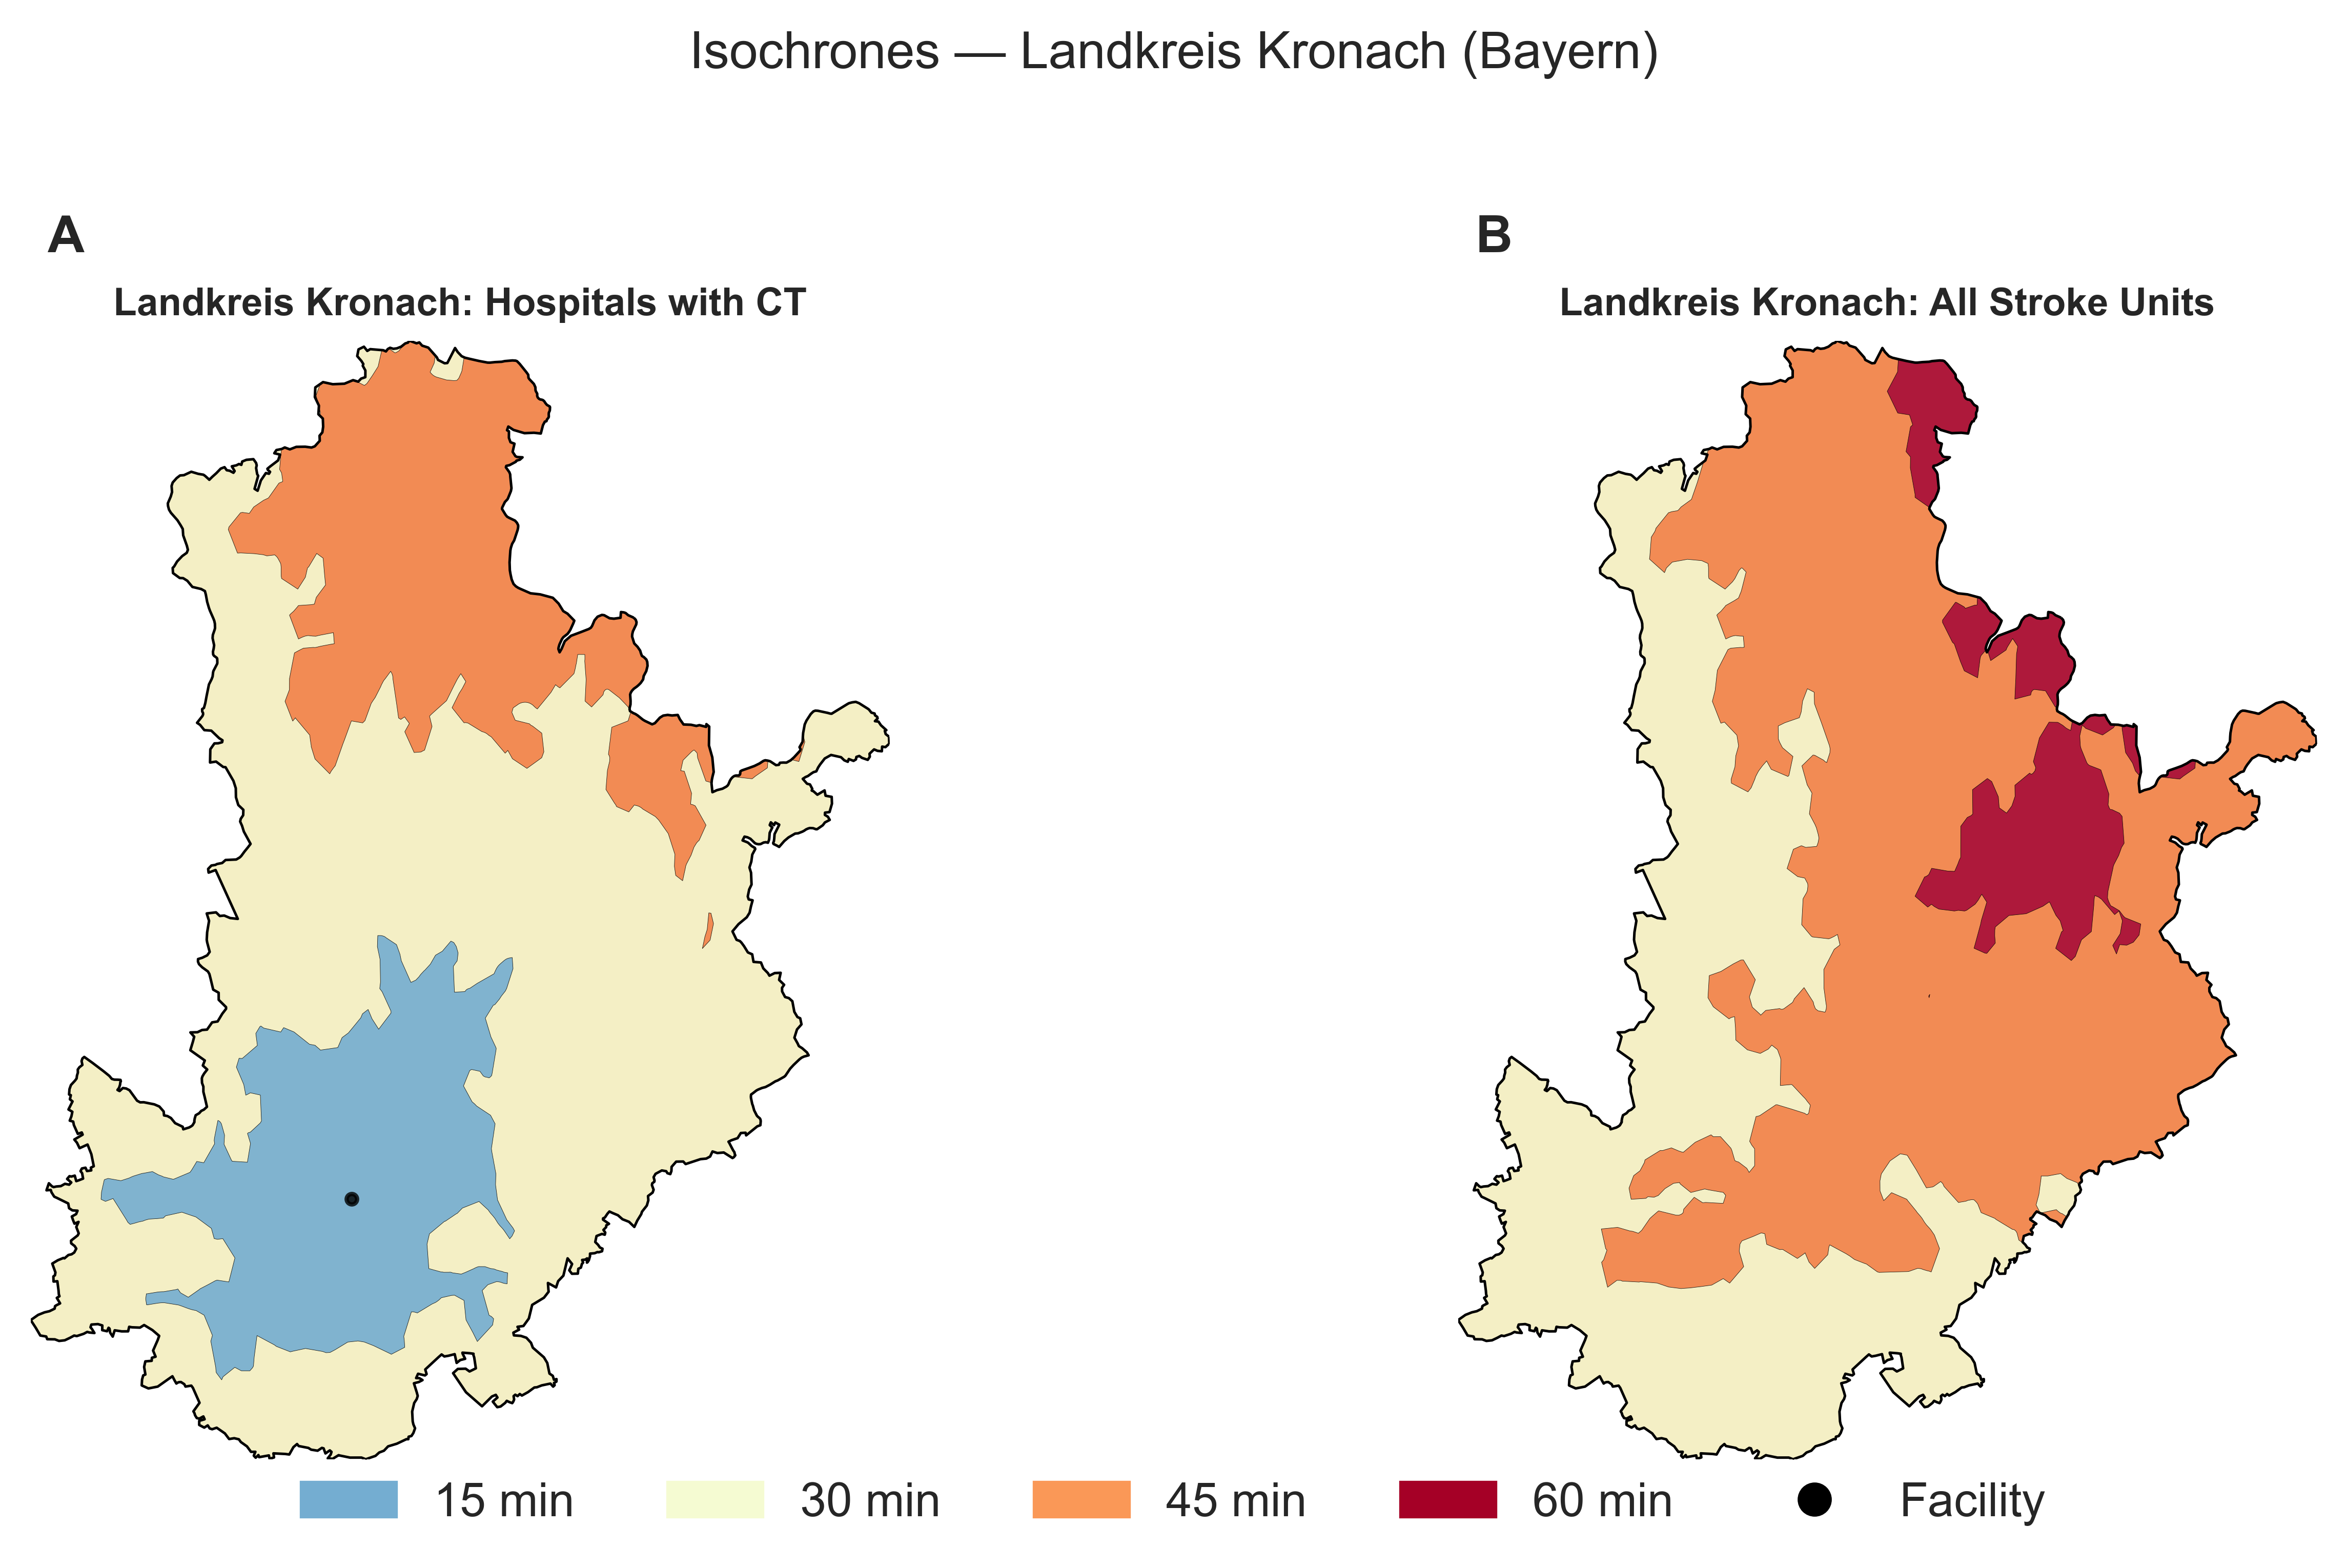 Isochrones — Landkreis Kronach (Bayern)
A
Landkreis Kronach: Hospitals with CT
B
Landkreis Kronach: All Stroke Units
15 min
30 min
45 min
60 min
Facility